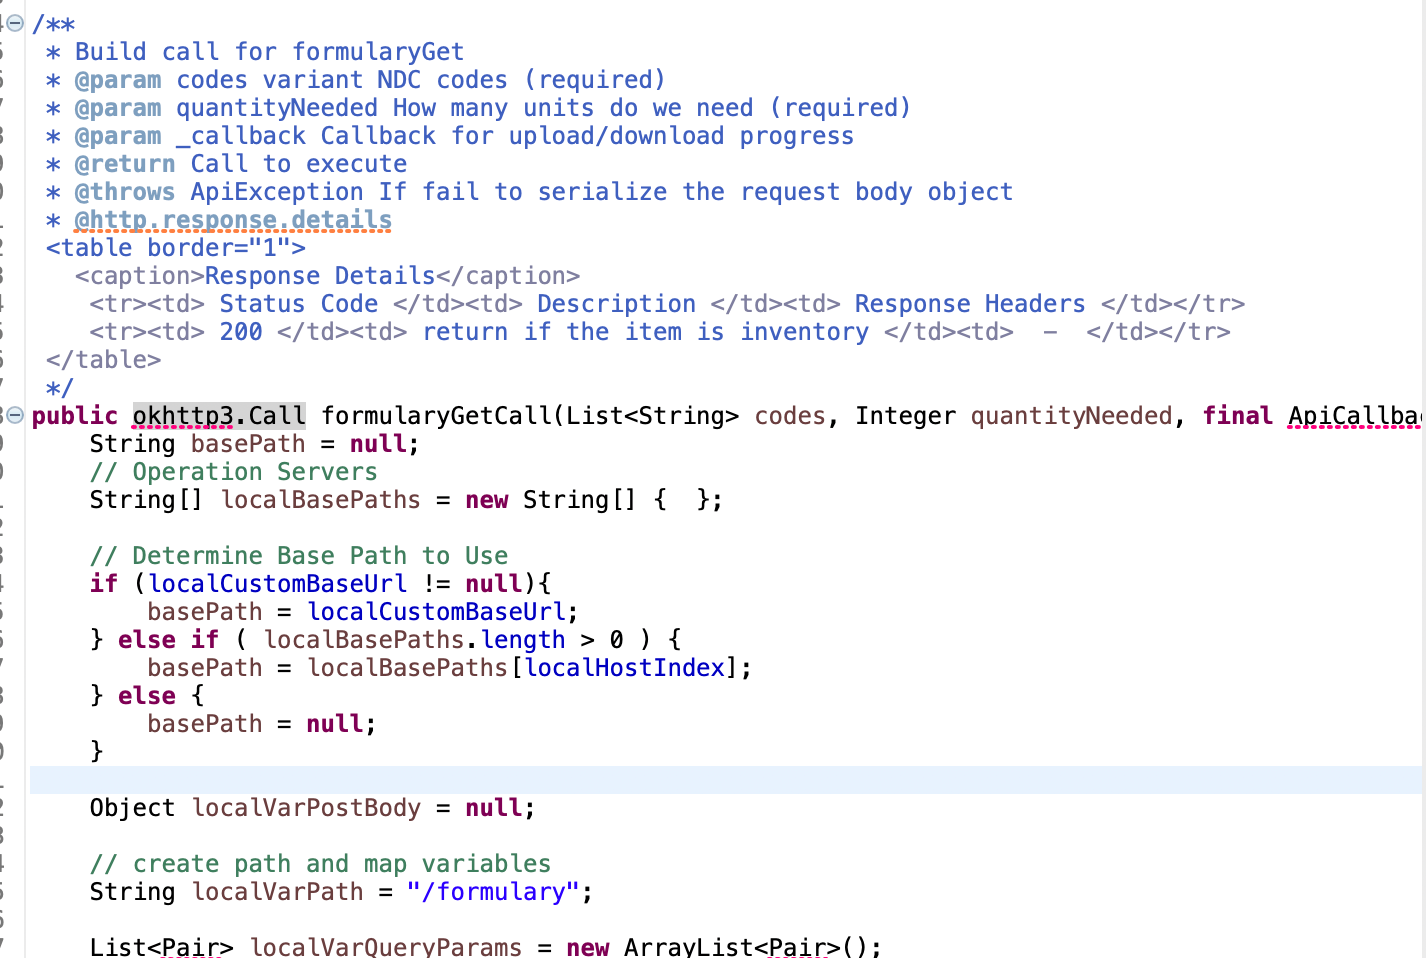 /**
* Build call for formularyGet
* @param codes variant NDC codes (required)
* @param quantityNeeded How many units do we need (required)
* @param _callback Callback for upload/download progress
* @return Call to execute
* @throws ApiException If fail to serialize the request body object
* @http.response.details
<table border="1">
<caption>Response Details</caption>
<tr><td> Status Code </td><td> Description </td><td> Response Headers </td></tr>
<tr><td> 200 </td><td> return if the item is inventory </td><td>  -  </td></tr>
</table>
*/
public okhttp3.Call formularyGetCall(List<String> codes, Integer quantityNeeded, final ApiCallba
String basePath = null;
// Operation Servers
String[] localBasePaths = new String[] {  };
// Determine Base Path to Use
if (localCustomBaseUrl != null){
basePath = localCustomBaseUrl;
} else if ( localBasePaths.length > 0 ) {
basePath = localBasePaths[localHostIndex];
} else {
basePath = null;
}
Object localVarPostBody = null;
// create path and map variables
String localVarPath = "/formulary";
List<Pair> localVarQueryParams = new ArrayList<Pair>();